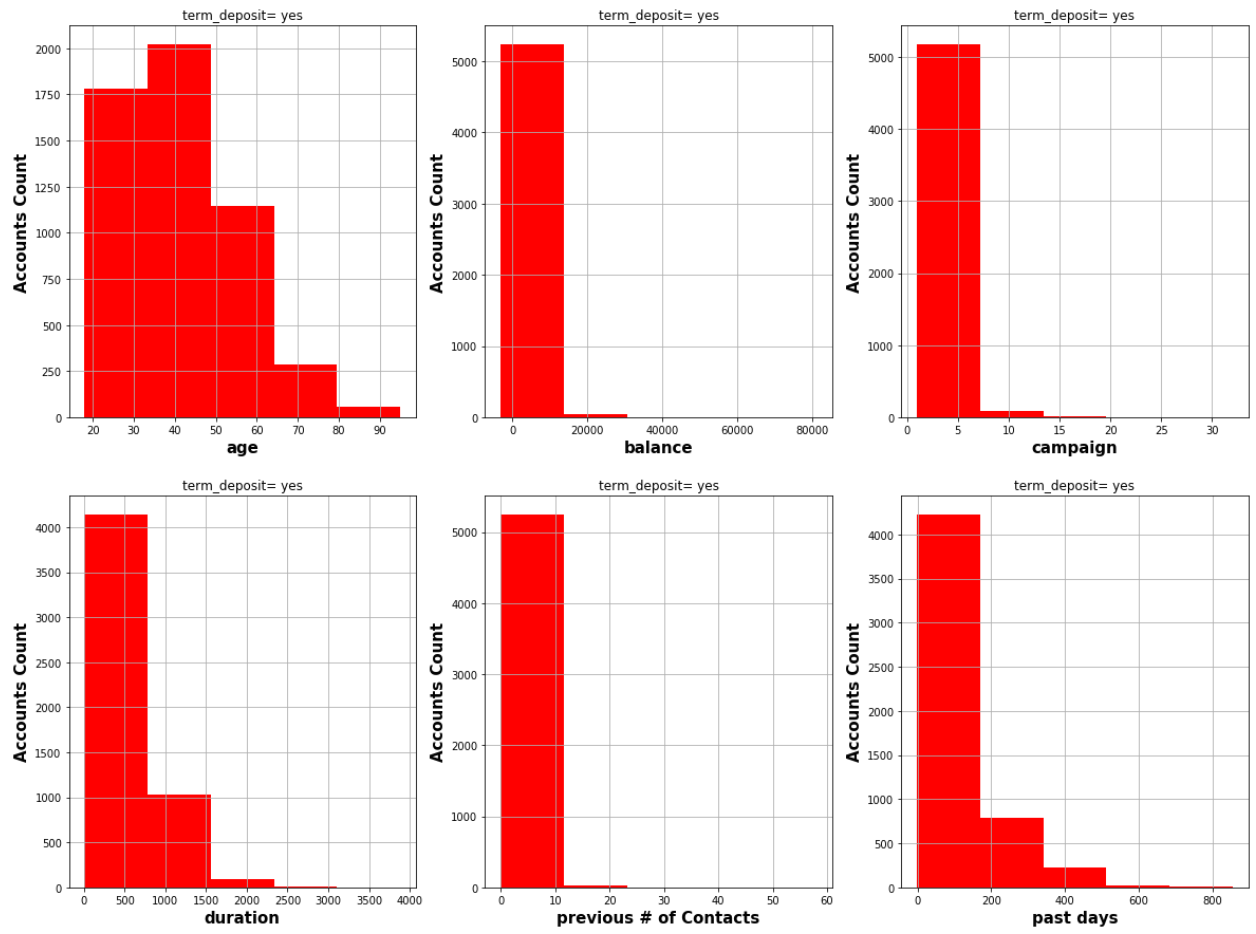 term_deposit= yes
2000
1750
1500
1250
1000
750
500
250
0
Accounts Count
20 30 40 50 60 70 80 90
age
term_deposit= yes
5000
4000
3000
2000
1000
0
Accounts Count
0 20000 40000 60000 80000
balance
term_deposit= yes
5000
4000
3000
2000
1000
0
Accounts Count
0 5 10 15 20 25 30
campaign
term_deposit= yes
4000
3500
3000
2500
2000
1500
1000
500
0
Accounts Count
0 500 1000 1500 2000 2500 3000 3500 4000
duration
term_deposit= yes
5000
4000
3000
2000
1000
0
Accounts Count
0 10 20 30 40 50 60
previous # of Contacts
term_deposit= yes
4000
3500
3000
2500
2000
1500
1000
500
0
Accounts Count
0 200 400 600 800
past days